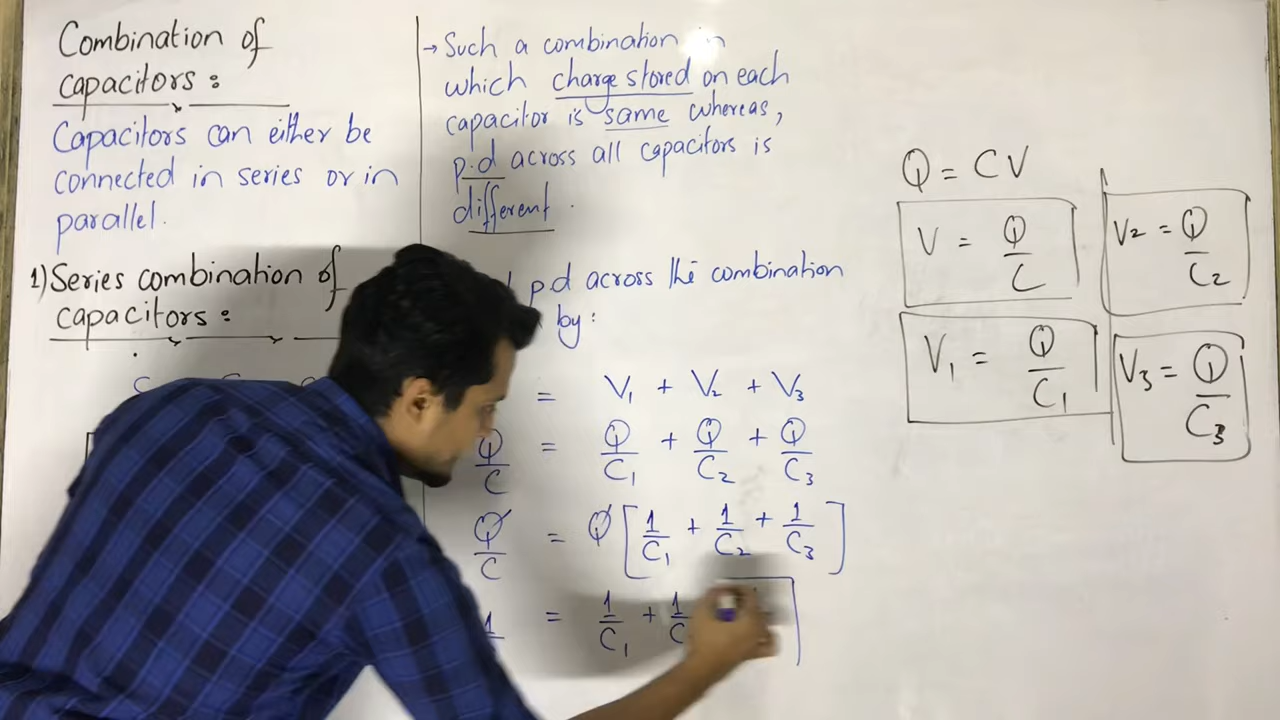 Combination of
capacitors :
Capacitors can either be
connected in series or in
parallel.
1) Series combination of
capacitors :
→ Such a combination in
which charge stored on each
capacitor is same whereas,
p.d across all capacitors is
different.
p.d across the combination
by:
= V₁ + V₂ + V₃
Q/C = Q/C₁ + Q/C₂ + Q/C₃
Q/C = Q [1/C₁ + 1/C₂ + 1/C₃]
1 = 1/C₁ + 1/C
Q = CV
V = Q/C
V₁ = Q/C₁
V₂ = Q/C₂
V₃ = Q/C₃